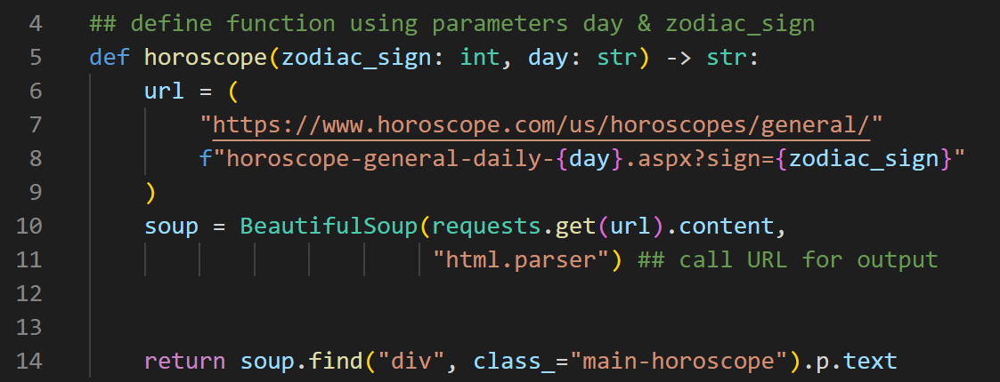 4 ## define function using parameters day & zodiac_sign
5 def horoscope(zodiac_sign: int, day: str) -> str:
6     url = (
7         "https://www.horoscope.com/us/horoscopes/general/"
8         f"horoscope-general-daily-{day}.aspx?sign={zodiac_sign}"
9     )
10     soup = BeautifulSoup(requests.get(url).content,
11                          "html.parser") ## call URL for output
12
13
14     return soup.find("div", class_="main-horoscope").p.text